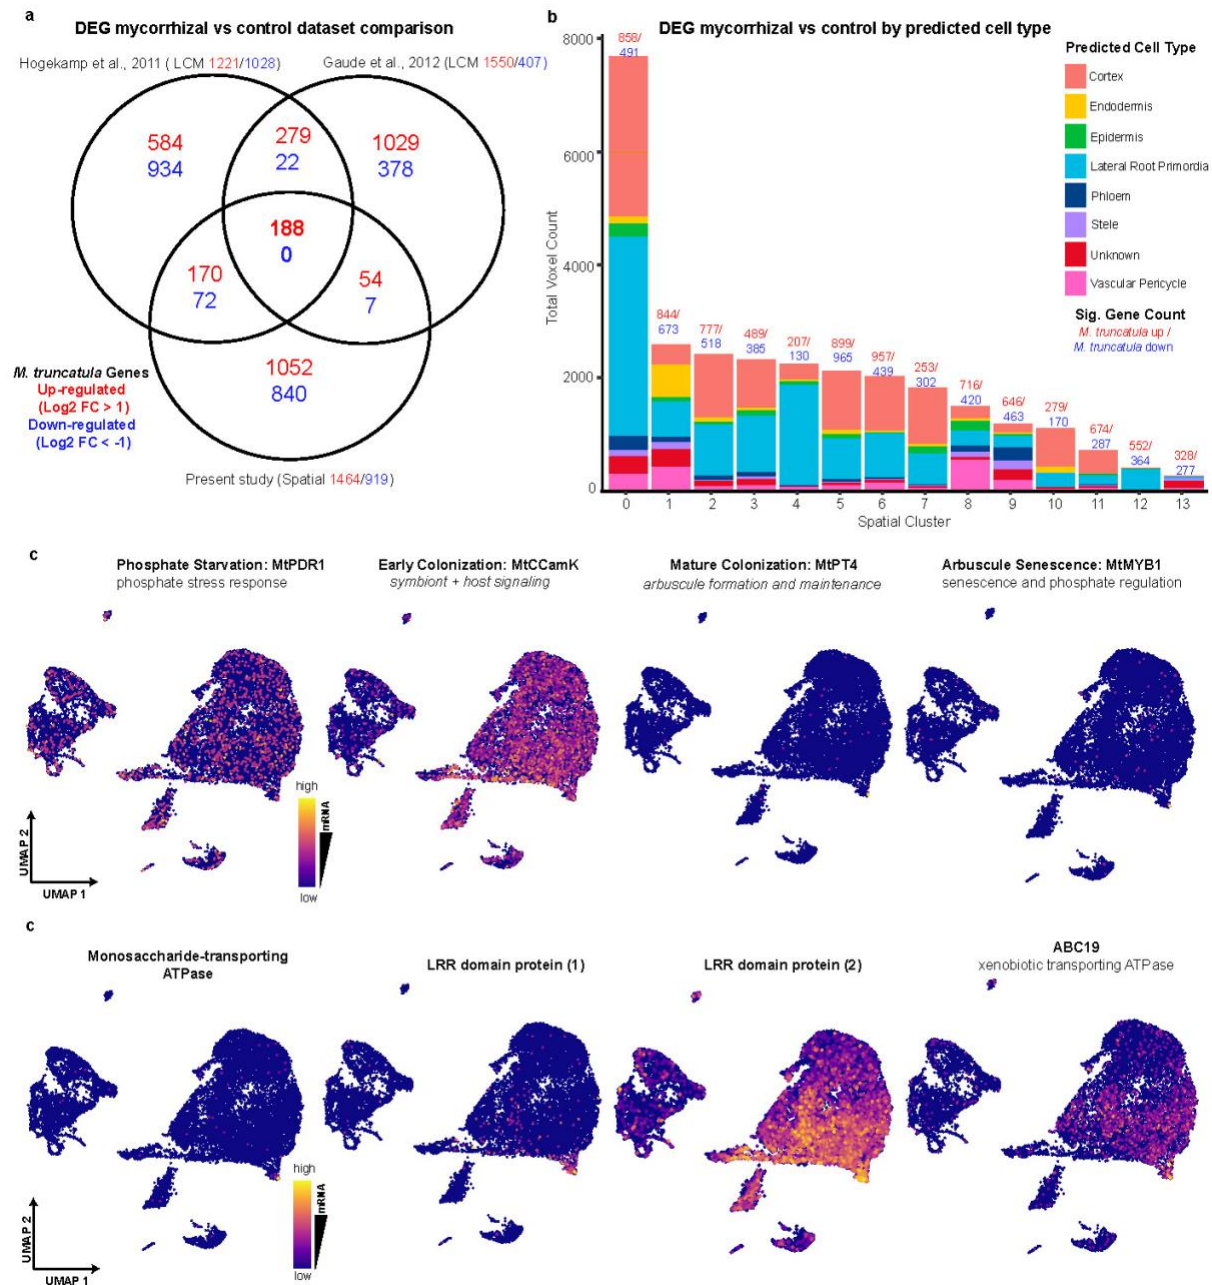 a
DEG mycorrhizal vs control dataset comparison
Hogekamp et al., 2011 ( LCM 1221/1028)
Gaude et al., 2012 (LCM 1550/407)
584
934
279
22
1029
378
188
0
170
72
54
7
1052
840
M. truncatula Genes
Up-regulated
(Log2 FC > 1)
Down-regulated
(Log2 FC < -1)
Present study (Spatial 1464/919)
b
DEG mycorrhizal vs control by predicted cell type
8000
6000
4000
2000
0
Total Voxel Count
858/
491
844/
673
777/
518
489/
385
207/
130
899/
965
957/
439
253/
302
716/
420
646/
463
279/
170
674/
287
552/
364
328/
277
0 1 2 3 4 5 6 7 8 9 10 11 12 13
Spatial Cluster
Predicted Cell Type
Cortex
Endodermis
Epidermis
Lateral Root Primordia
Phloem
Stele
Unknown
Vascular Pericycle
Sig. Gene Count
M. truncatula up /
M. truncatula down
c
Phosphate Starvation: MtPDR1
phosphate stress response
Early Colonization: MtCCamK
symbiont + host signaling
Mature Colonization: MtPT4
arbuscule formation and maintenance
Arbuscule Senescence: MtMYB1
senescence and phosphate regulation
high
mRNA
low
UMAP 2
UMAP 1
c
Monosaccharide-transporting
ATPase
LRR domain protein (1)
LRR domain protein (2)
ABC19
xenobiotic transporting ATPase
high
mRNA
low
UMAP 2
UMAP 1